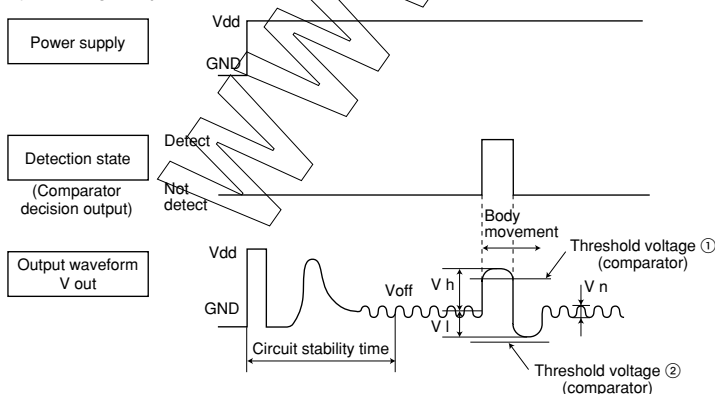 Power supply
Vdd
GND
Detection state
(Comparator
decision output)
Detect
Not
detect
Body
movement
Output waveform
V out
Vdd
GND
Voff
V h
V l
V n
Threshold voltage ①
(comparator)
Circuit stability time
Threshold voltage ②
(comparator)